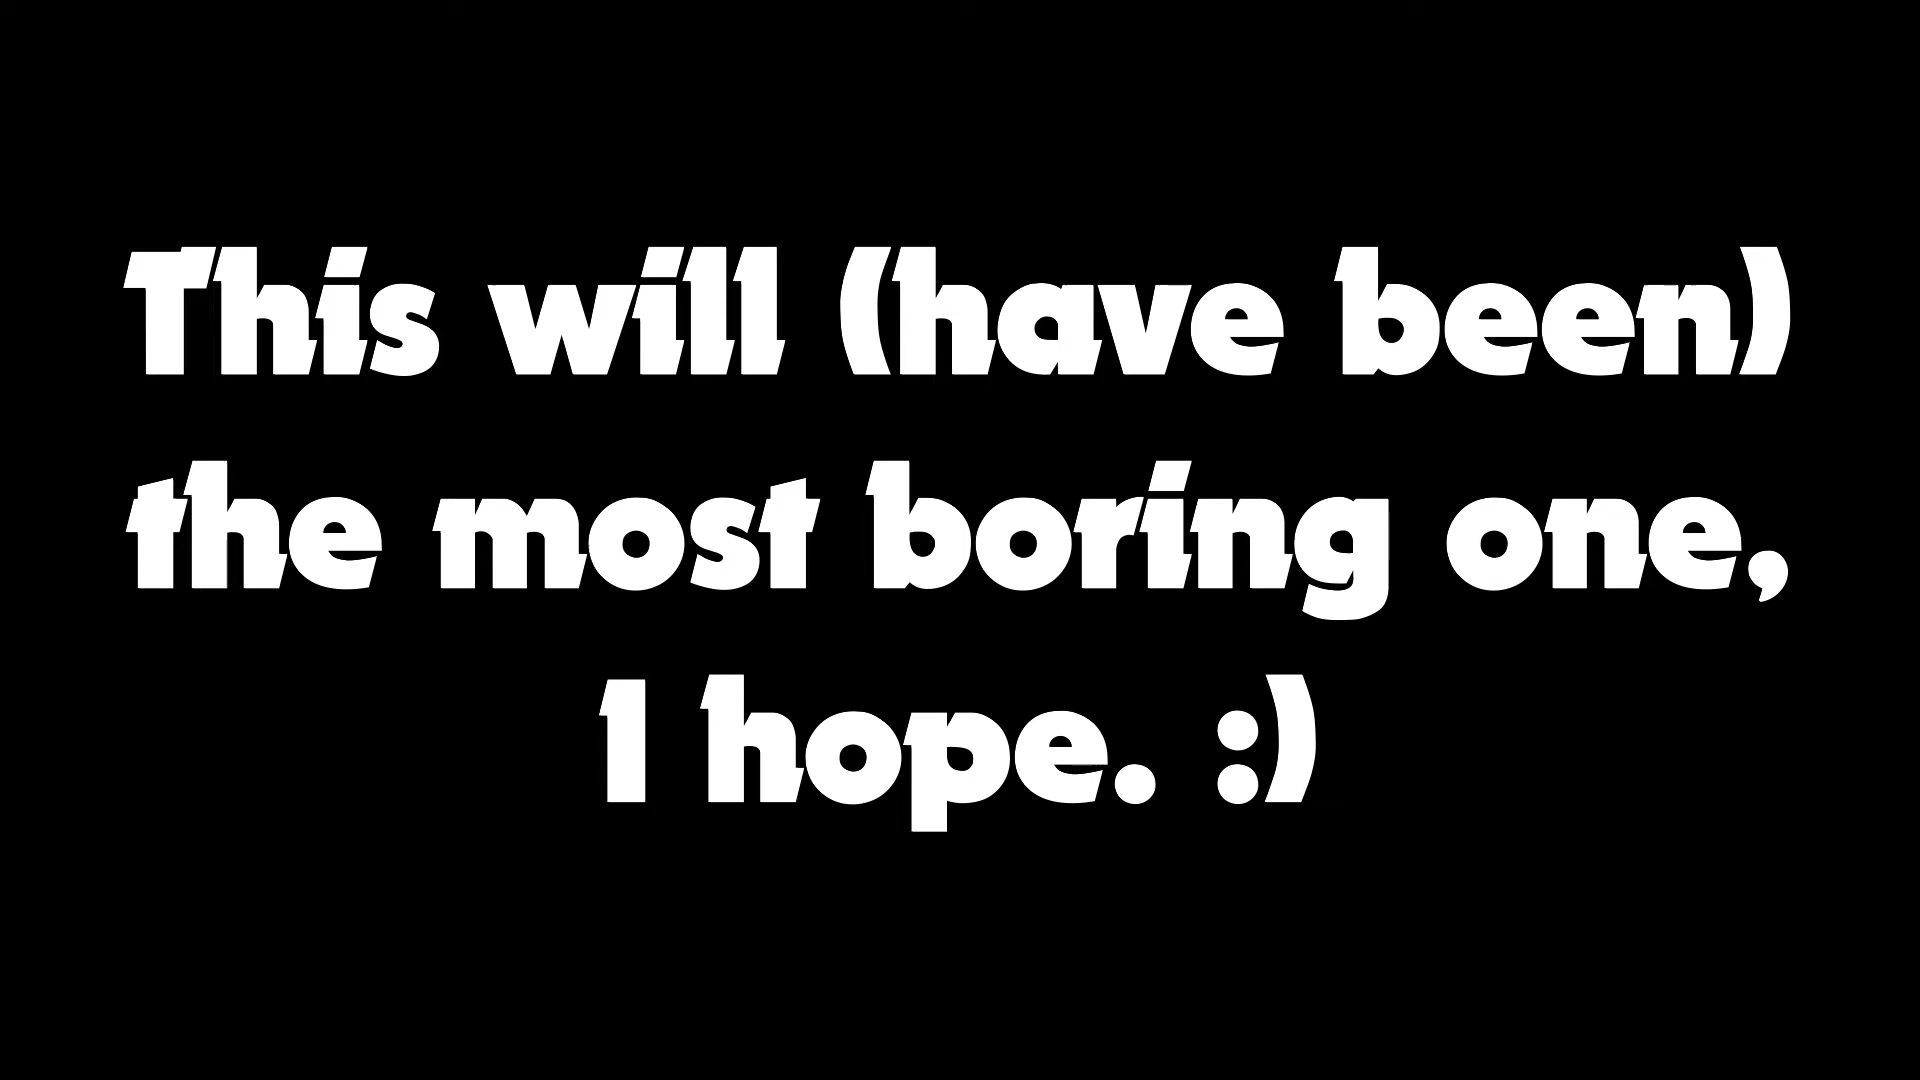 This will (have been)
the most boring one,
I hope. :)